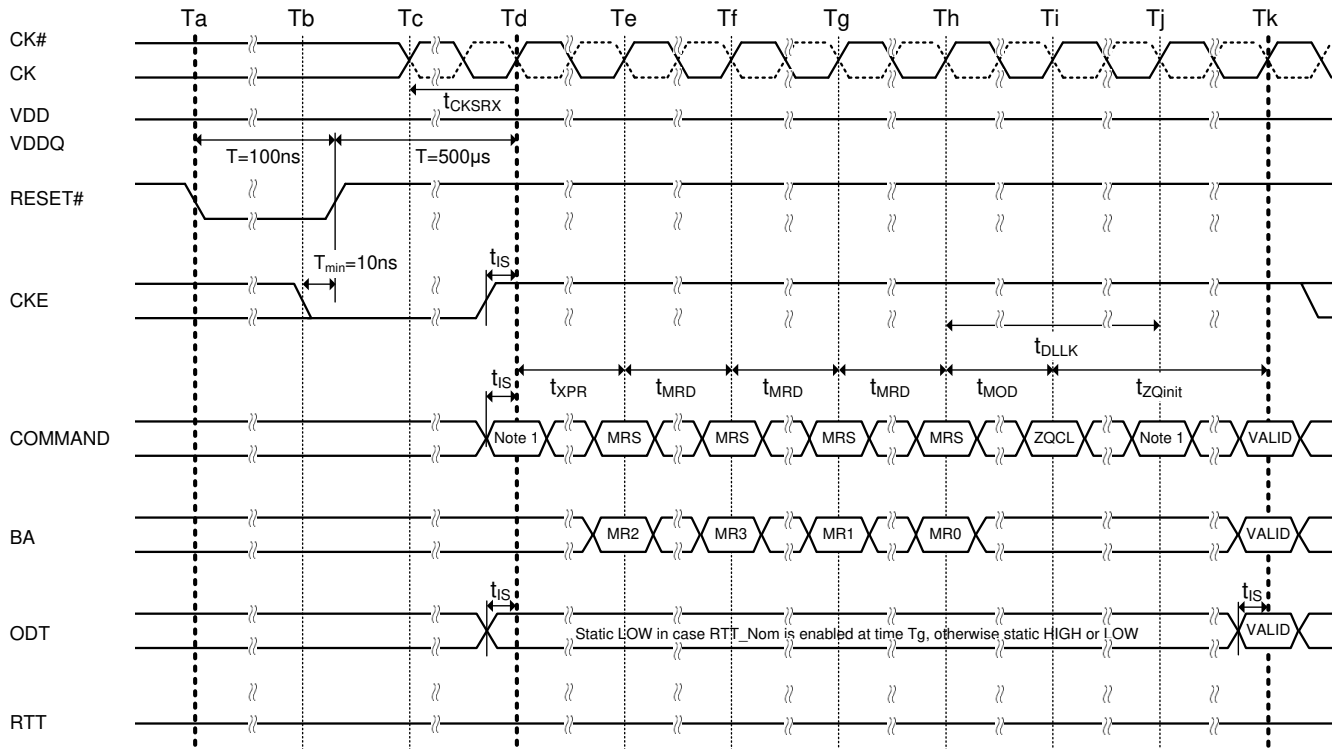 Ta Tb Tc Td Te Tf Tg Th Ti Tj Tk
CK#
CK
tCKSRX
VDD
VDDQ
T=100ns T=500µs
RESET#
Tmin=10ns tIS
CKE
tDLLK
tIS tXPR tMRD tMRD tMRD tMOD tZQinit
COMMAND Note 1 MRS MRS MRS MRS ZQCL Note 1 VALID
BA MR2 MR3 MR1 MR0 VALID
tIS tIS
ODT Static LOW in case RTT_Nom is enabled at time Tg, otherwise static HIGH or LOW VALID
RTT